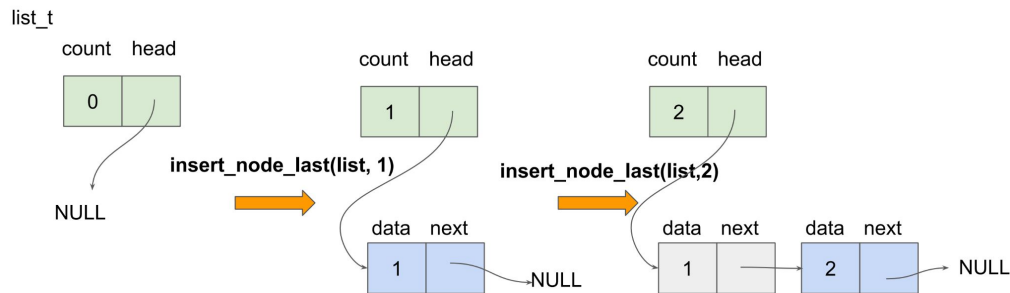 list_t
count head
0
NULL
insert_node_last(list, 1)
count head
1
data next
1
NULL
insert_node_last(list,2)
count head
2
data next
1
data next
2
NULL